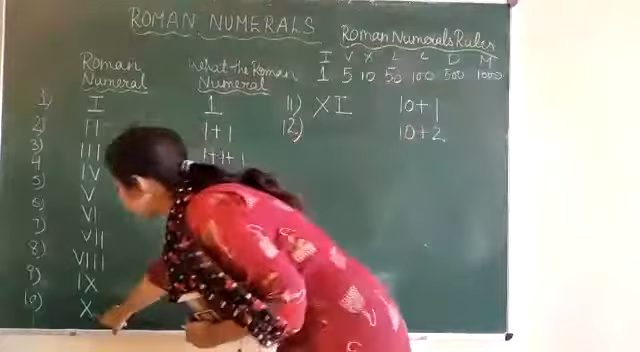 ROMAN NUMERALS
Roman Numerals Rules
I V X L C D M
1 5 10 50 100 500 1000
Roman Numeral
What the Roman Numeral
1) I 1
2) II 1+1
3) III 1+1+1
4 IV
5) V
6) VI
7) VII
8) VIII
9) IX
10) X
11) XI 10+1
12) 10+2